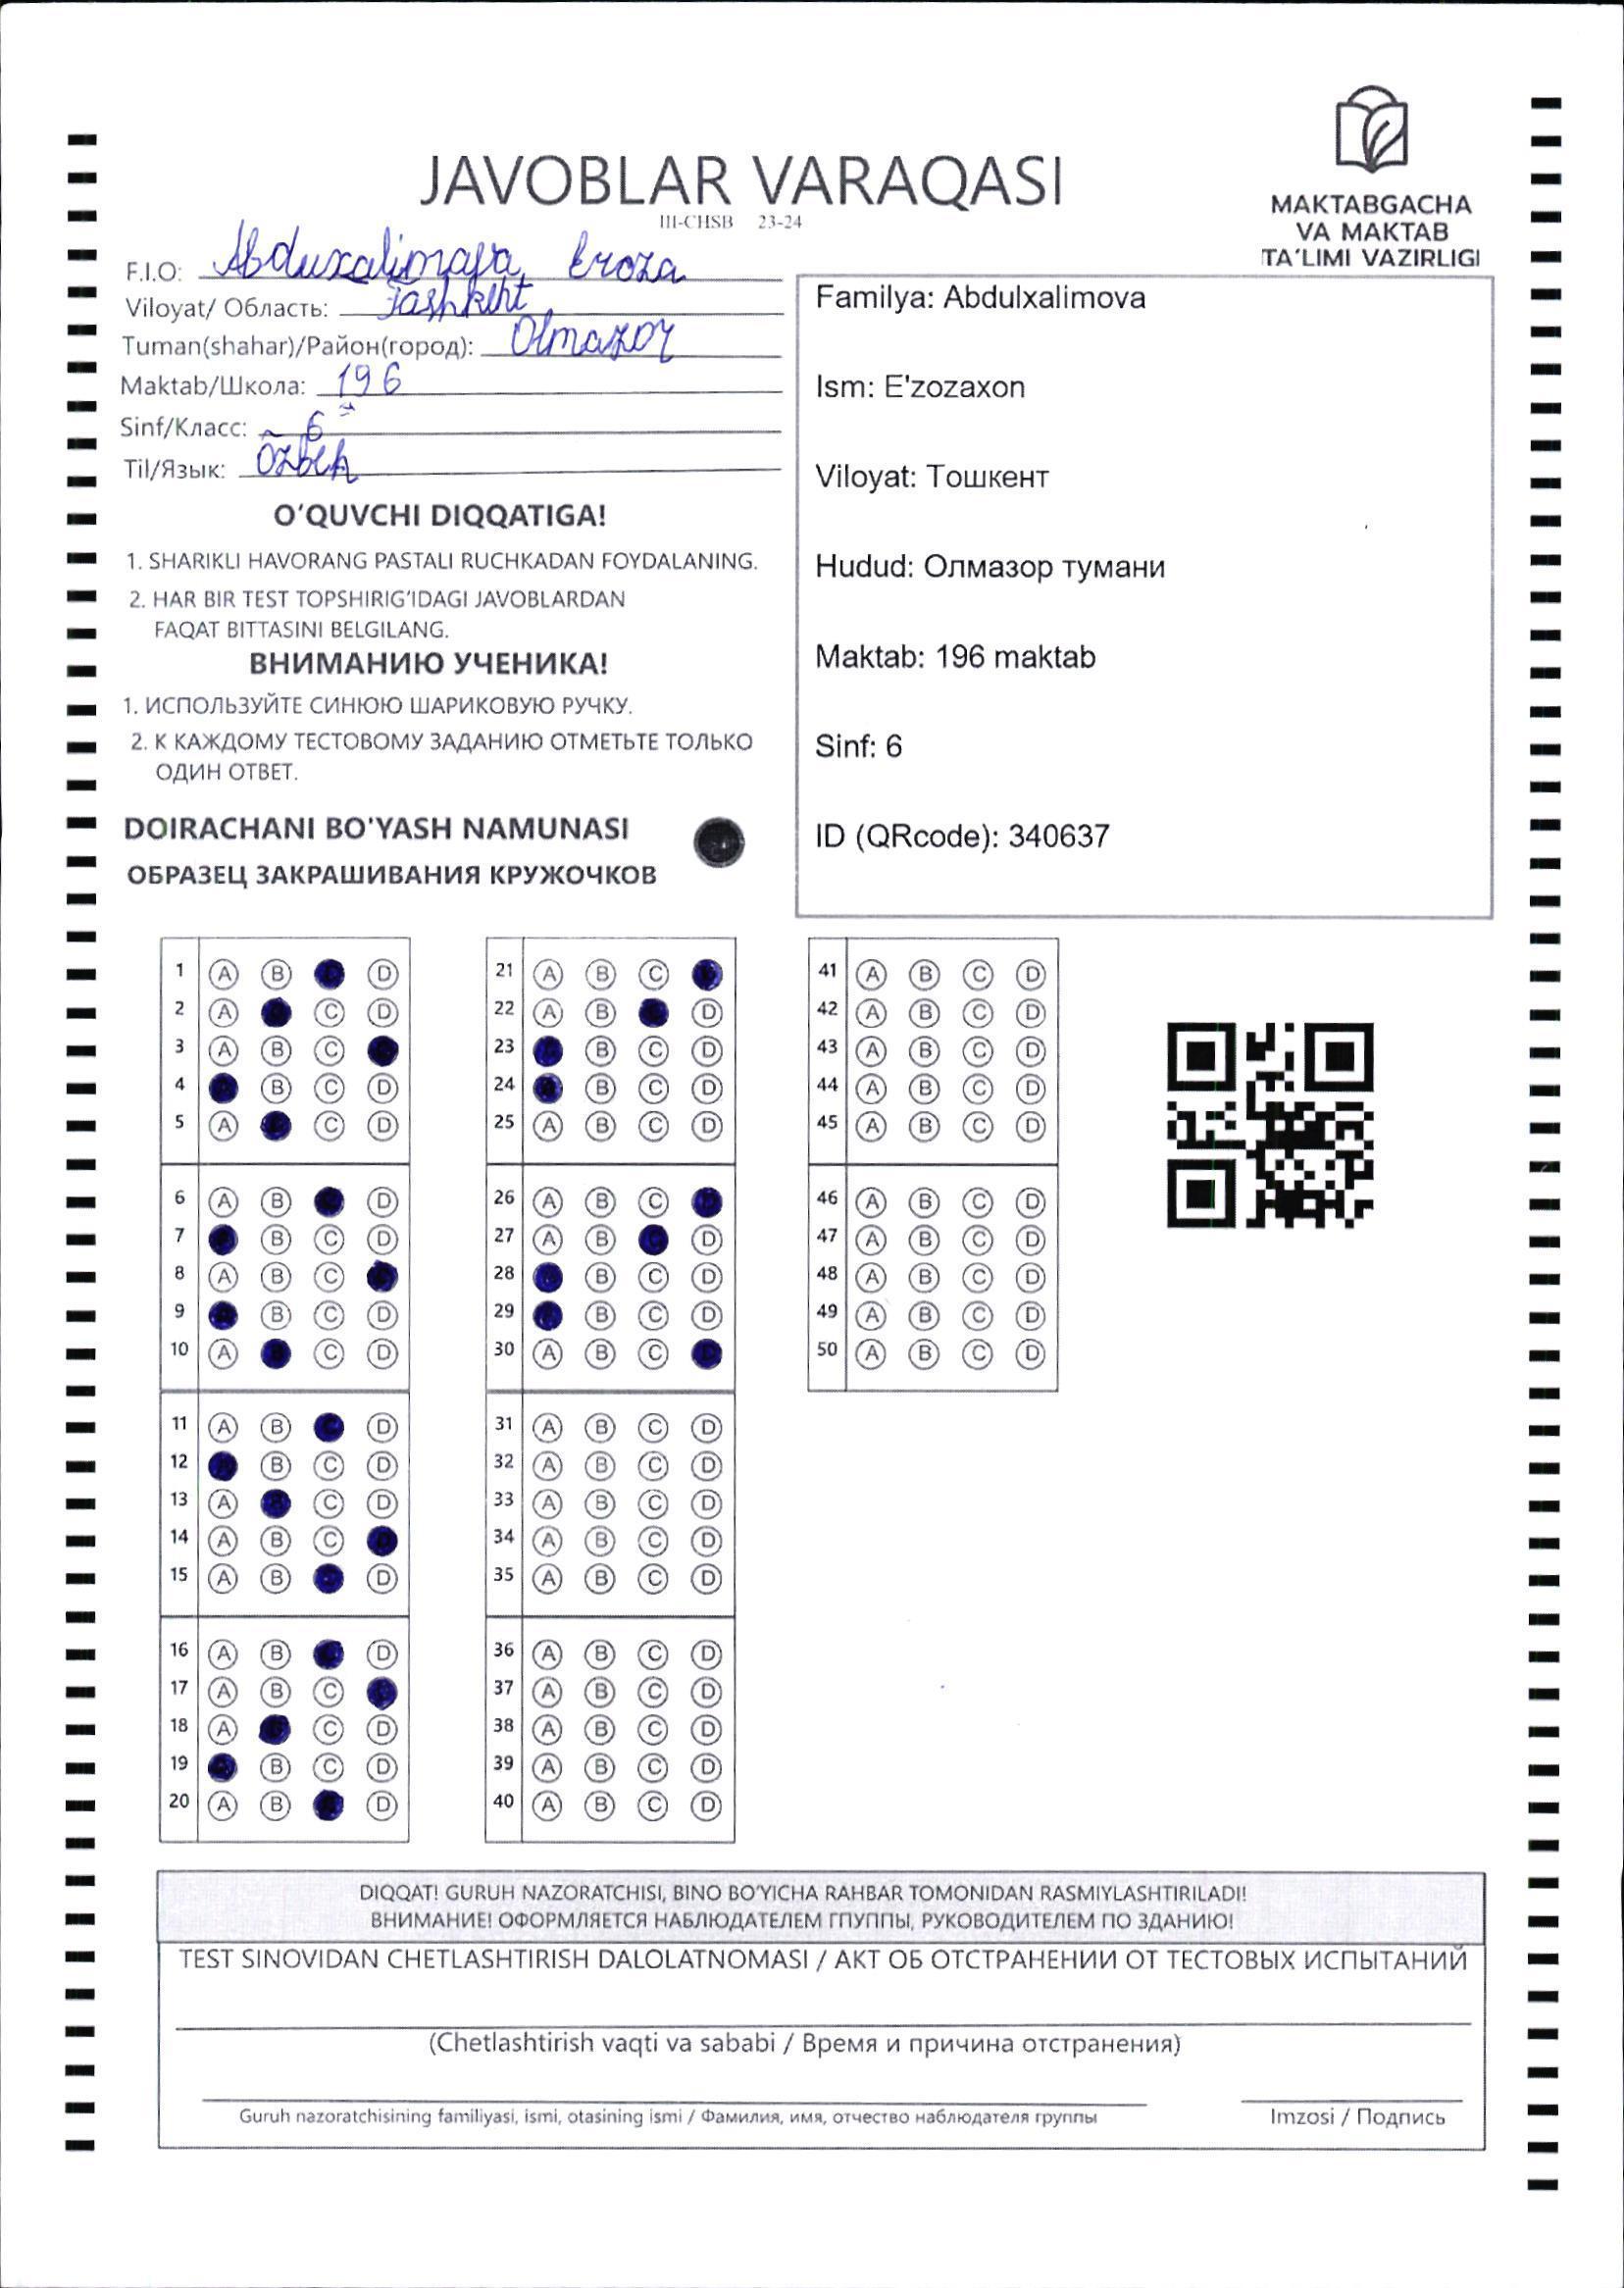 JAVOBLAR VARAQASI
III-CHSB 23-24
MAKTABGACHA
VA MAKTAB
TA'LIMI VAZIRLIGI
F.I.O: Abduxalimova
Viloyat/ Область: Tashkent
Tuman(shahar)/Район(город): Olmazor
Maktab/Школа: 196
Sinf/Класс: 6
Til/Язык: Õzbek
O'QUVCHI DIQQATIGA!
1. SHARIKLI HAVORANG PASTALI RUCHKADAN FOYDALANING.
2. HAR BIR TEST TOPSHIRIG'IDAGI JAVOBLARDAN
FAQAT BITTASINI BELGILANG.
ВНИМАНИЮ УЧЕНИКА!
1. ИСПОЛЬЗУЙТЕ СИНЮЮ ШАРИКОВУЮ РУЧКУ.
2. К КАЖДОМУ ТЕСТОВОМУ ЗАДАНИЮ ОТМЕТЬТЕ ТОЛЬКО
ОДИН ОТВЕТ.
DOIRACHANI BO'YASH NAMUNASI
ОБРАЗЕЦ ЗАКРАШИВАНИЯ КРУЖОЧКОВ
Familya: Abdulxalimova
Ism: E'zozaxon
Viloyat: Тошкент
Hudud: Олмазор тумани
Maktab: 196 maktab
Sinf: 6
ID (QRcode): 340637
1 A B D
2 A C D
3 A B C
4 B C D
5 A C D
6 A B D
7 B C D
8 A B C
9 B C D
10 A C D
11 A B D
12 B C D
13 A C D
14 A B C
15 A B D
16 A B D
17 A B C
18 A C D
19 B C D
20 A B D
21 A B C
22 A B D
23 B C D
24 B C D
25 A B C D
26 A B C
27 A B D
28 B C D
29 B C D
30 A B C
31 A B C D
32 A B C D
33 A B C D
34 A B C D
35 A B C D
36 A B C D
37 A B C D
38 A B C D
39 A B C D
40 A B C D
41 A B C D
42 A B C D
43 A B C D
44 A B C D
45 A B C D
46 A B C D
47 A B C D
48 A B C D
49 A B C D
50 A B C D
DIQQAT! GURUH NAZORATCHISI, BINO BO'YICHA RAHBAR TOMONIDAN RASMIYLASHTIRILADI!
ВНИМАНИЕ! ОФОРМЛЯЕТСЯ НАБЛЮДАТЕЛЕМ ГПУППЫ, РУКОВОДИТЕЛЕМ ПО ЗДАНИЮ!
TEST SINOVIDAN CHETLASHTIRISH DALOLATNOMASI / АКТ ОБ ОТСТРАНЕНИИ ОТ ТЕСТОВЫХ ИСПЫТАНИЙ
(Chetlashtirish vaqti va sababi / Время и причина отстранения)
Guruh nazoratchisining familiyasi, ismi, otasining ismi / Фамилия, имя, отчество наблюдателя группы
Imzosi / Подпись